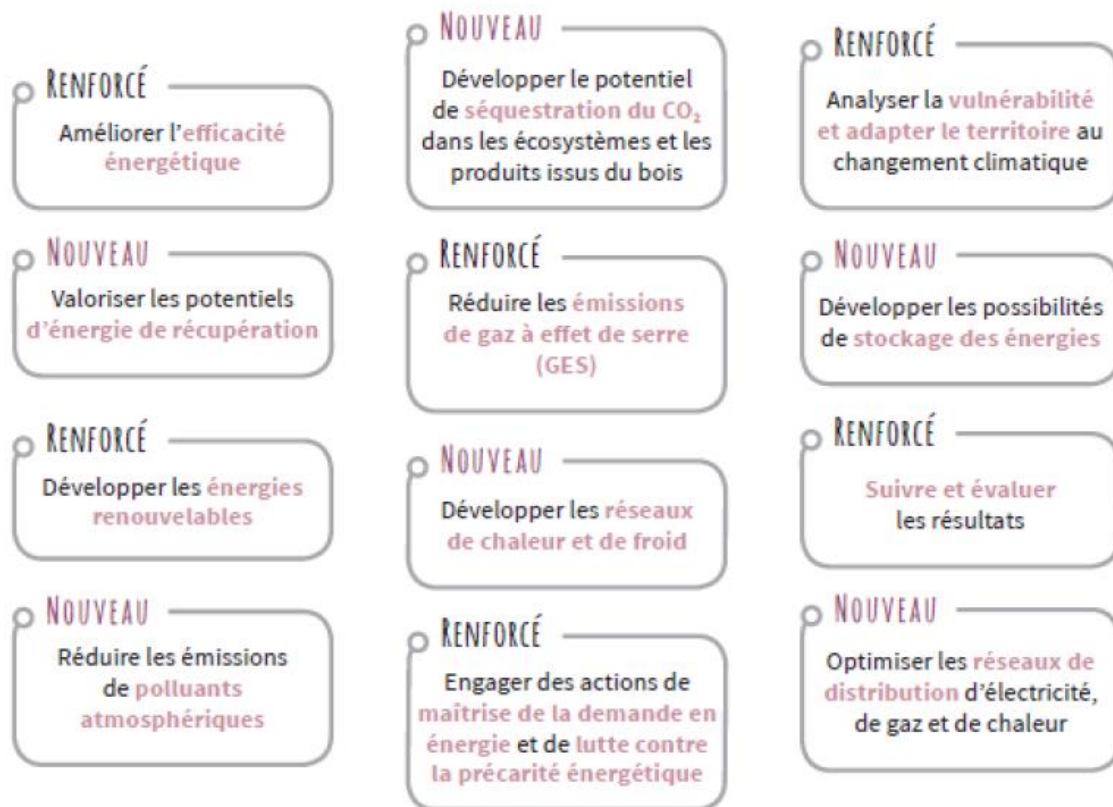 RENFORCÉ
Améliorer l'efficacité
énergétique
NOUVEAU
Valoriser les potentiels
d'énergie de récupération
RENFORCÉ
Développer les énergies
renouvelables
NOUVEAU
Réduire les émissions
de polluants
atmosphériques
NOUVEAU
Développer le potentiel
de séquestration du CO₂
dans les écosystèmes et les
produits issus du bois
RENFORCÉ
Réduire les émissions
de gaz à effet de serre
(GES)
NOUVEAU
Développer les réseaux
de chaleur et de froid
RENFORCÉ
Engager des actions de
maîtrise de la demande en
énergie et de lutte contre
la précarité énergétique
RENFORCÉ
Analyser la vulnérabilité
et adapter le territoire au
changement climatique
NOUVEAU
Développer les possibilités
de stockage des énergies
RENFORCÉ
Suivre et évaluer
les résultats
NOUVEAU
Optimiser les réseaux de
distribution d'électricité,
de gaz et de chaleur